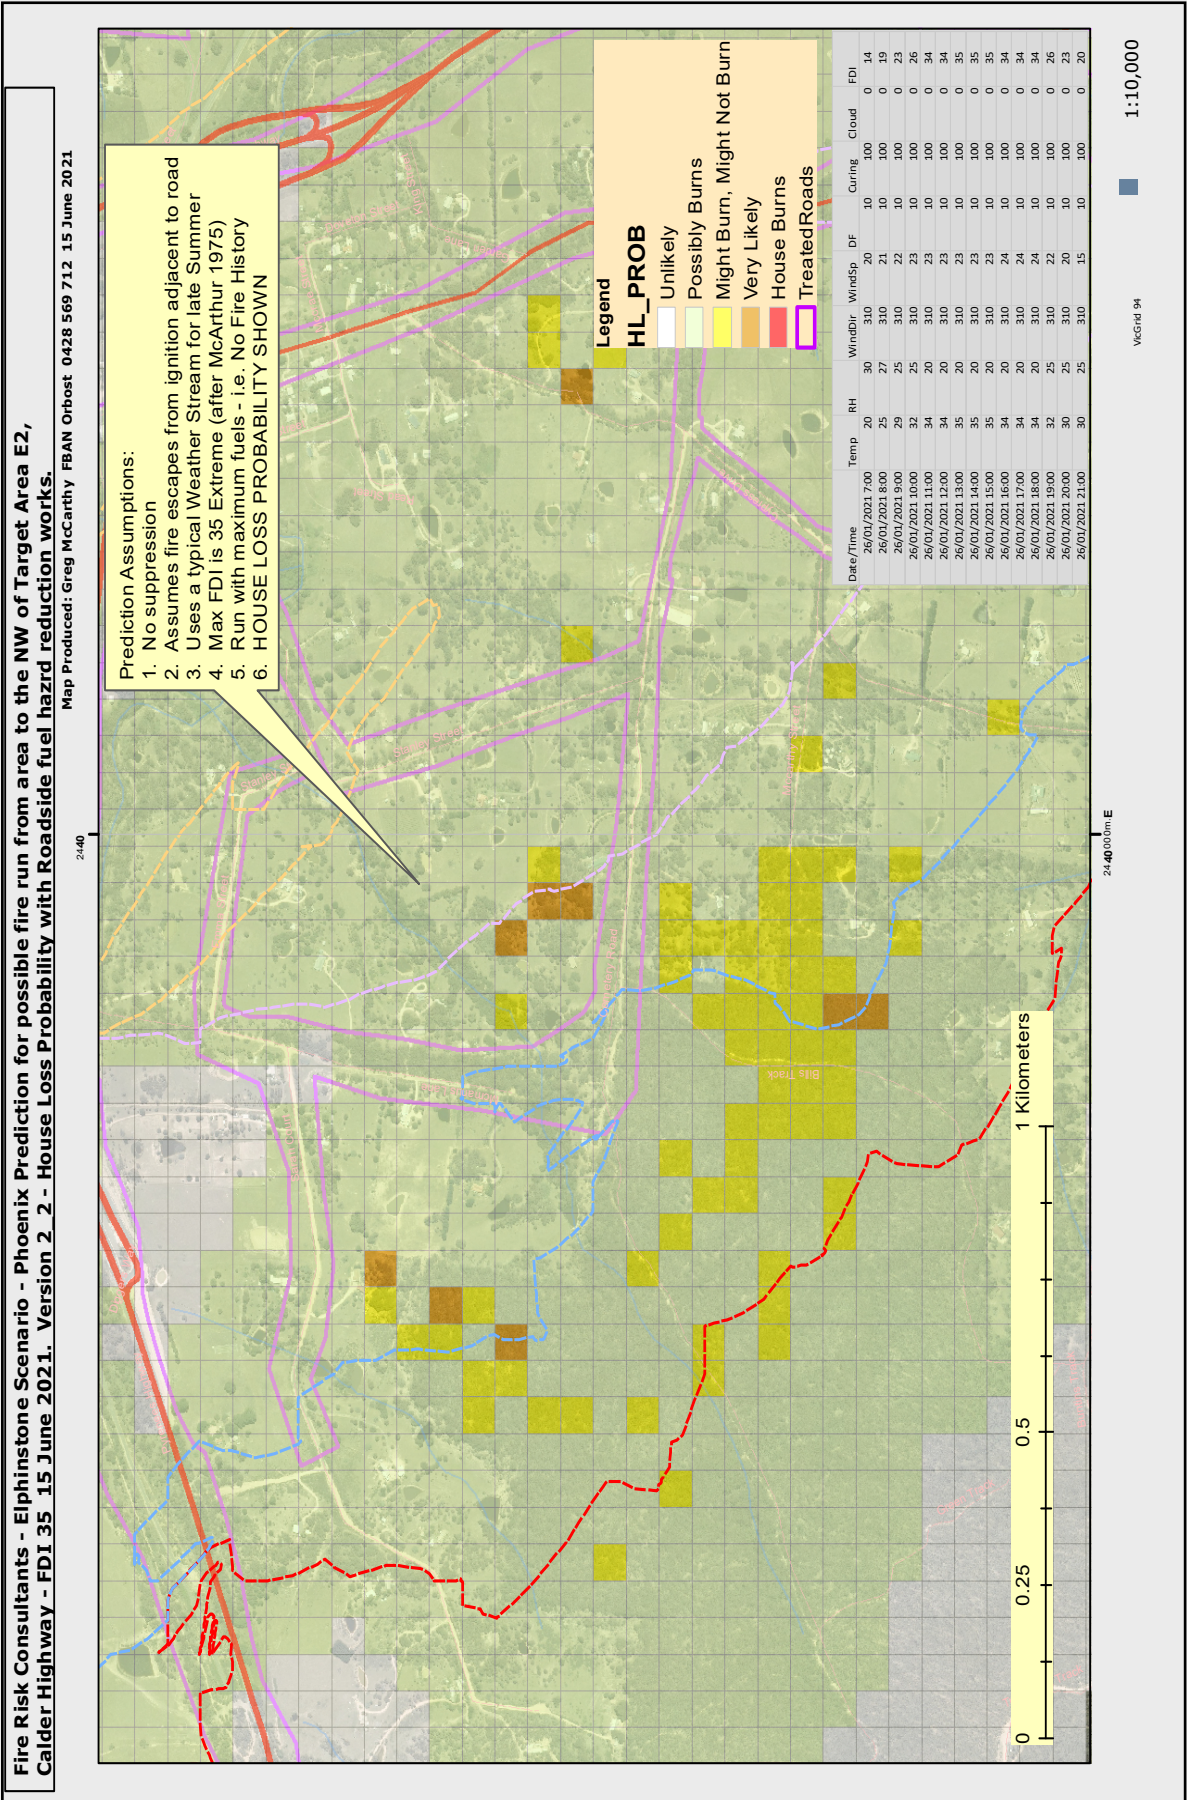 Fire Risk Consultants - Elphinstone Scenario - Phoenix Prediction for possible fire run from area to the NW of Target Area E2,
Calder Highway - FDI 35  15 June 2021.  Version 2_2 - House Loss Probability with Roadside fuel hazrd reduction works.
Map Produced: Greg McCarthy  FBAN  Orbost  0428 569 712  15 June 2021
2440
Prediction Assumptions:
1. No suppression
2. Assumes fire escapes from ignition adjacent to road
3. Uses a typical Weather Stream for late Summer
4. Max FDI is 35 Extreme (after McArthur 1975)
5. Run with maximum fuels - i.e. No Fire History
6. HOUSE LOSS PROBABILITY SHOWN
Bills Track
Legend
HL_PROB
Unlikely
Possibly Burns
Might Burn, Might Not Burn
Very Likely
House Burns
TreatedRoads
Date/Time Temp RH WindDir WindSp DF Curing Cloud FDI
26/01/2021 7:00 20 30 310 20 10 100 0 14
26/01/2021 8:00 25 27 310 21 10 100 0 19
26/01/2021 9:00 29 25 310 22 10 100 0 23
26/01/2021 10:00 32 25 310 23 10 100 0 26
26/01/2021 11:00 34 20 310 23 10 100 0 34
26/01/2021 12:00 34 20 310 23 10 100 0 34
26/01/2021 13:00 35 20 310 23 10 100 0 35
26/01/2021 14:00 35 20 310 23 10 100 0 35
26/01/2021 15:00 35 20 310 23 10 100 0 35
26/01/2021 16:00 34 20 310 24 10 100 0 34
26/01/2021 17:00 34 20 310 24 10 100 0 34
26/01/2021 18:00 34 20 310 24 10 100 0 34
26/01/2021 19:00 32 25 310 22 10 100 0 26
26/01/2021 20:00 30 25 310 20 10 100 0 23
26/01/2021 21:00 30 25 310 15 10 100 0 20
0 0.25 0.5 1 Kilometers
2440000m.E
VicGrid 94
1:10,000